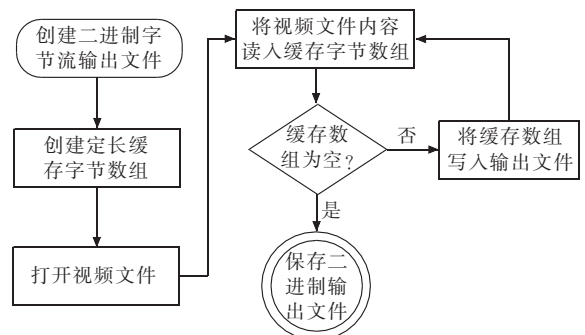 创建二进制字
节流输出文件
创建定长缓
存字节数组
打开视频文件
将视频文件内容
读入缓存字节数组
缓存数
组为空?
否
将缓存数组
写入输出文件
是
保存二
进制输
出文件